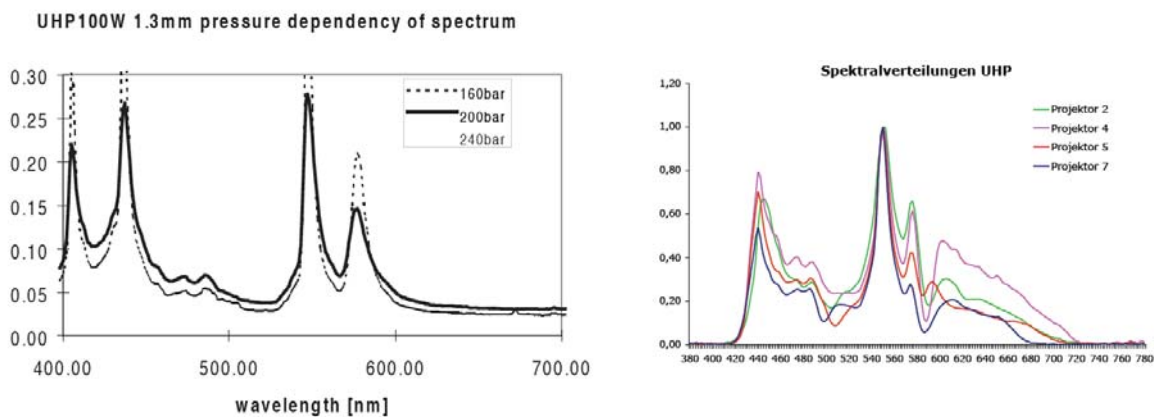 UHP100W 1.3mm pressure dependency of spectrum
0.30
0.25
0.20
0.15
0.10
0.05
0.00
400.00 500.00 600.00 700.00
wavelength [nm]
160bar
200bar
240bar
Spektralverteilungen UHP
1,20
1,00
0,80
0,60
0,40
0,20
0,00
380 400 420 440 460 480 500 520 540 560 580 600 620 640 660 680 700 720 740 760 780
Projektor 2
Projektor 4
Projektor 5
Projektor 7